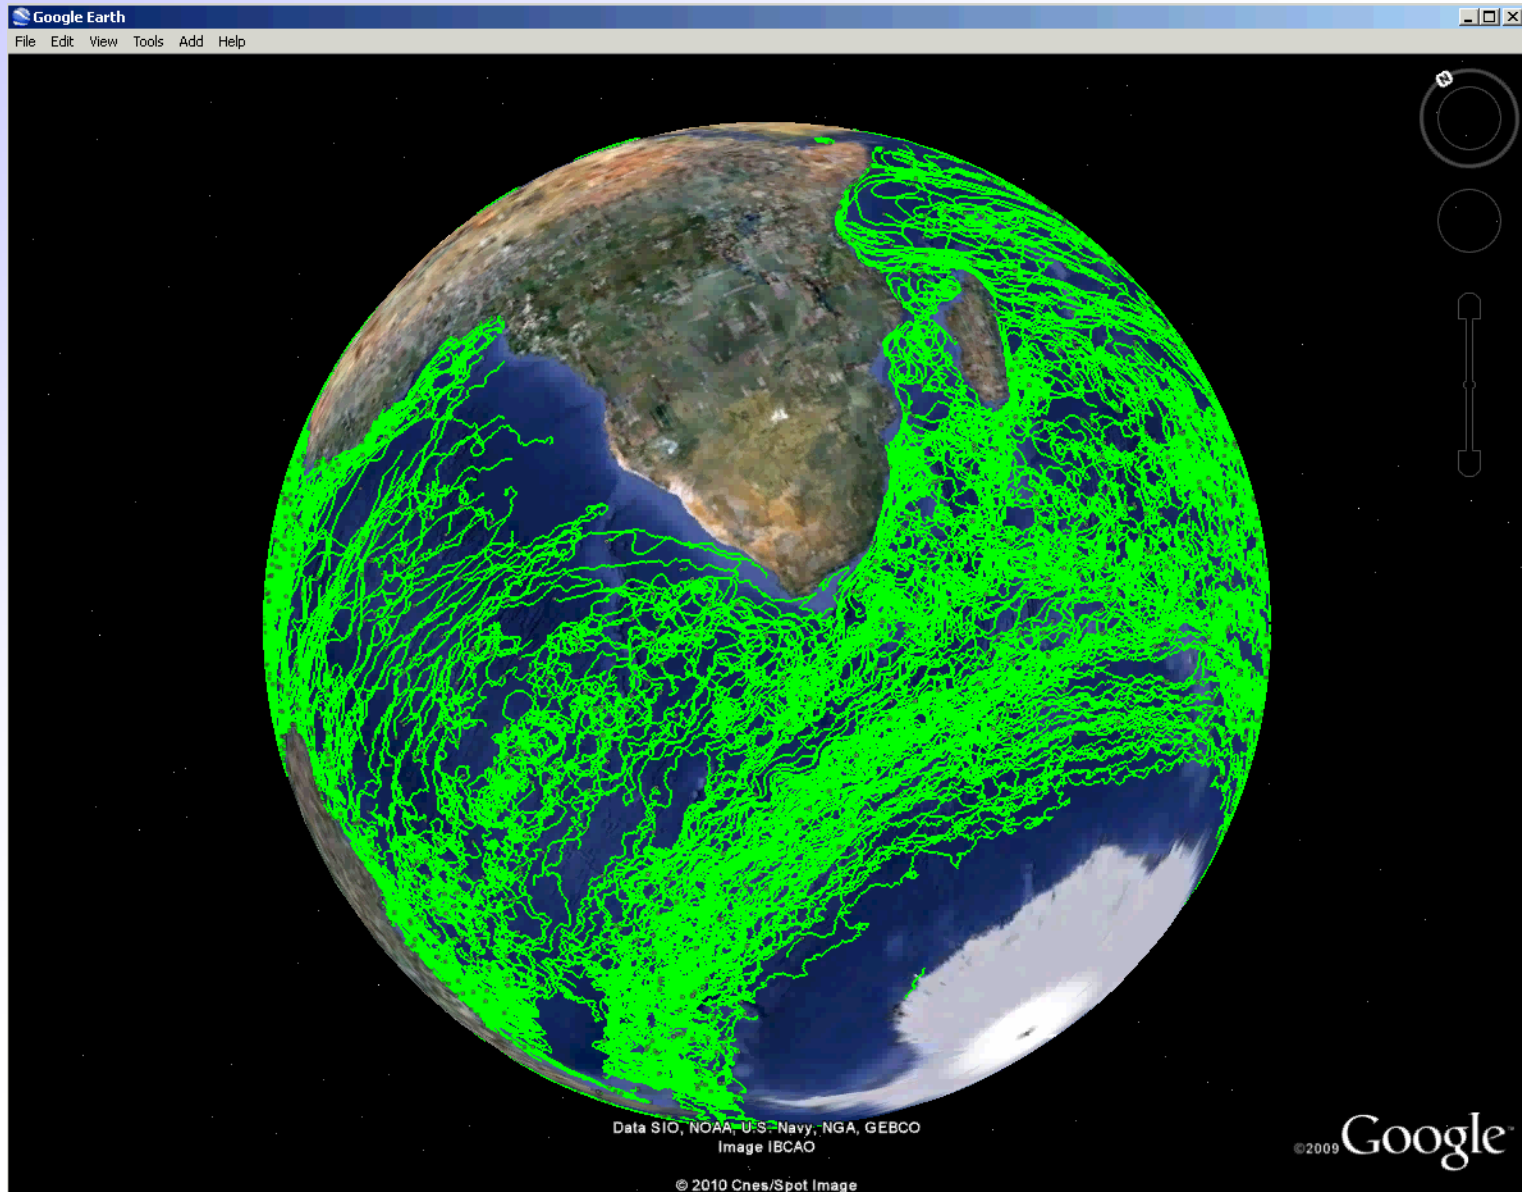 Google Earth
File Edit View Tools Add Help
N
Data SIO, NOAA, U.S. Navy, NGA, GEBCO
Image IBCAO
©2009 Google™
© 2010 Cnes/Spot Image